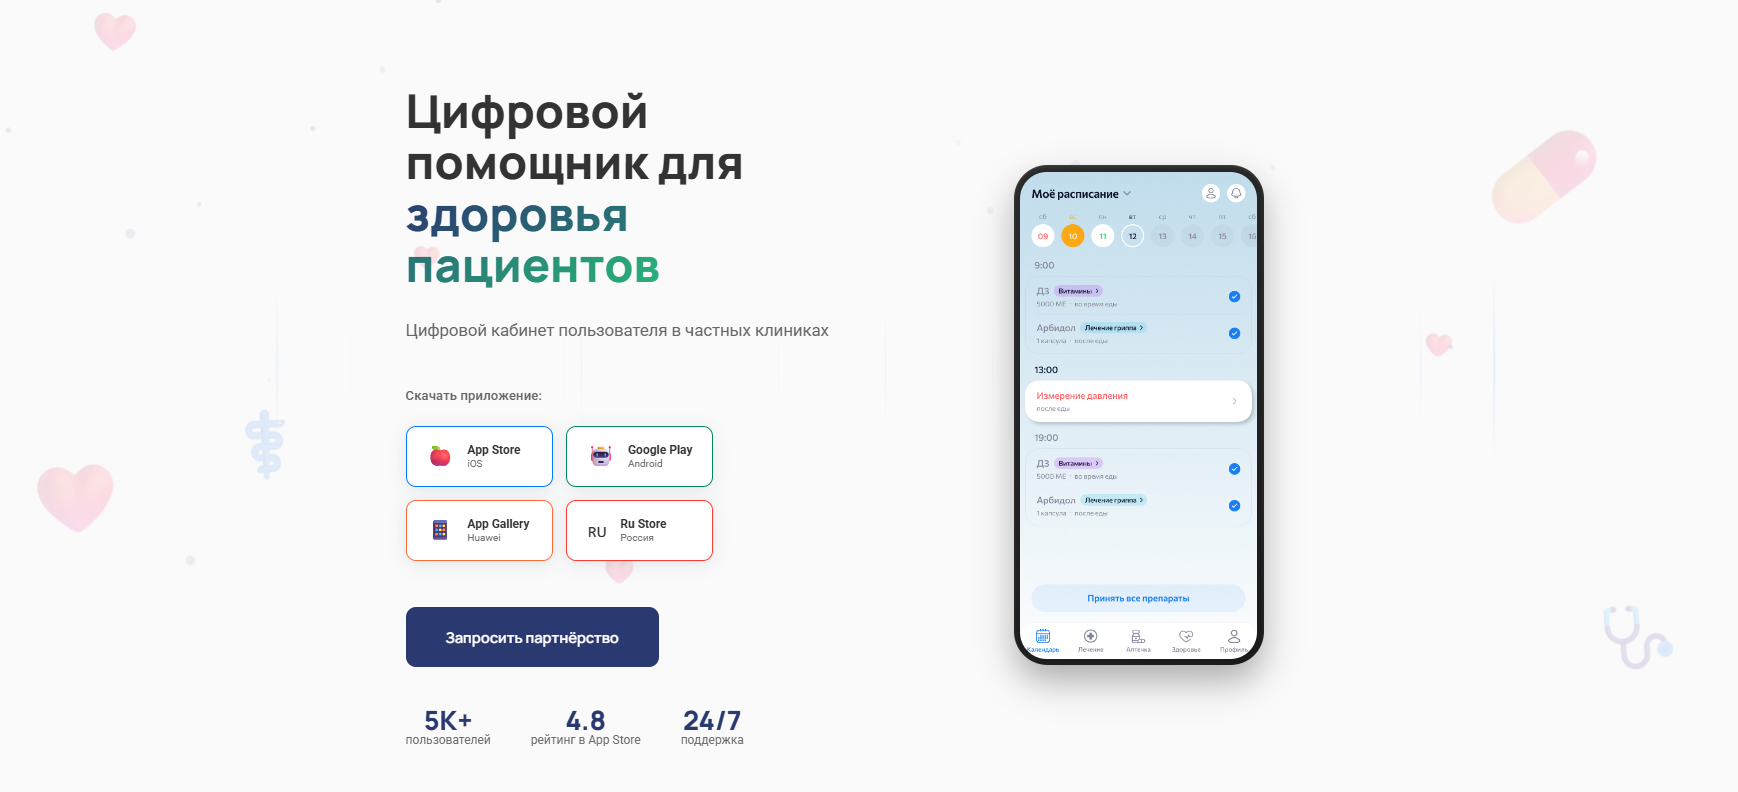 Цифровой
помощник для
здоровья
пациентов
Цифровой кабинет пользователя в частных клиниках
Скачать приложение:
App Store
iOS
Google Play
Android
App Gallery
Huawei
RU
Ru Store
Россия
Запросить партнёрство
5K+
пользователей
4.8
рейтинг в App Store
24/7
поддержка
Моё расписание
сб вс пн вт ср чт пт сб
09 10 11 12 13 14 15 16
9:00
Д3 Витамины
5000 МЕ · во время еды
Арбидол Лечение гриппа
1 капсула · после еды
13:00
Измерение давления
после еды
19:00
Д3 Витамины
5000 МЕ · во время еды
Арбидол Лечение гриппа
1 капсула · после еды
Принять все препараты
Календарь Лечение Аптечка Здоровье Профиль